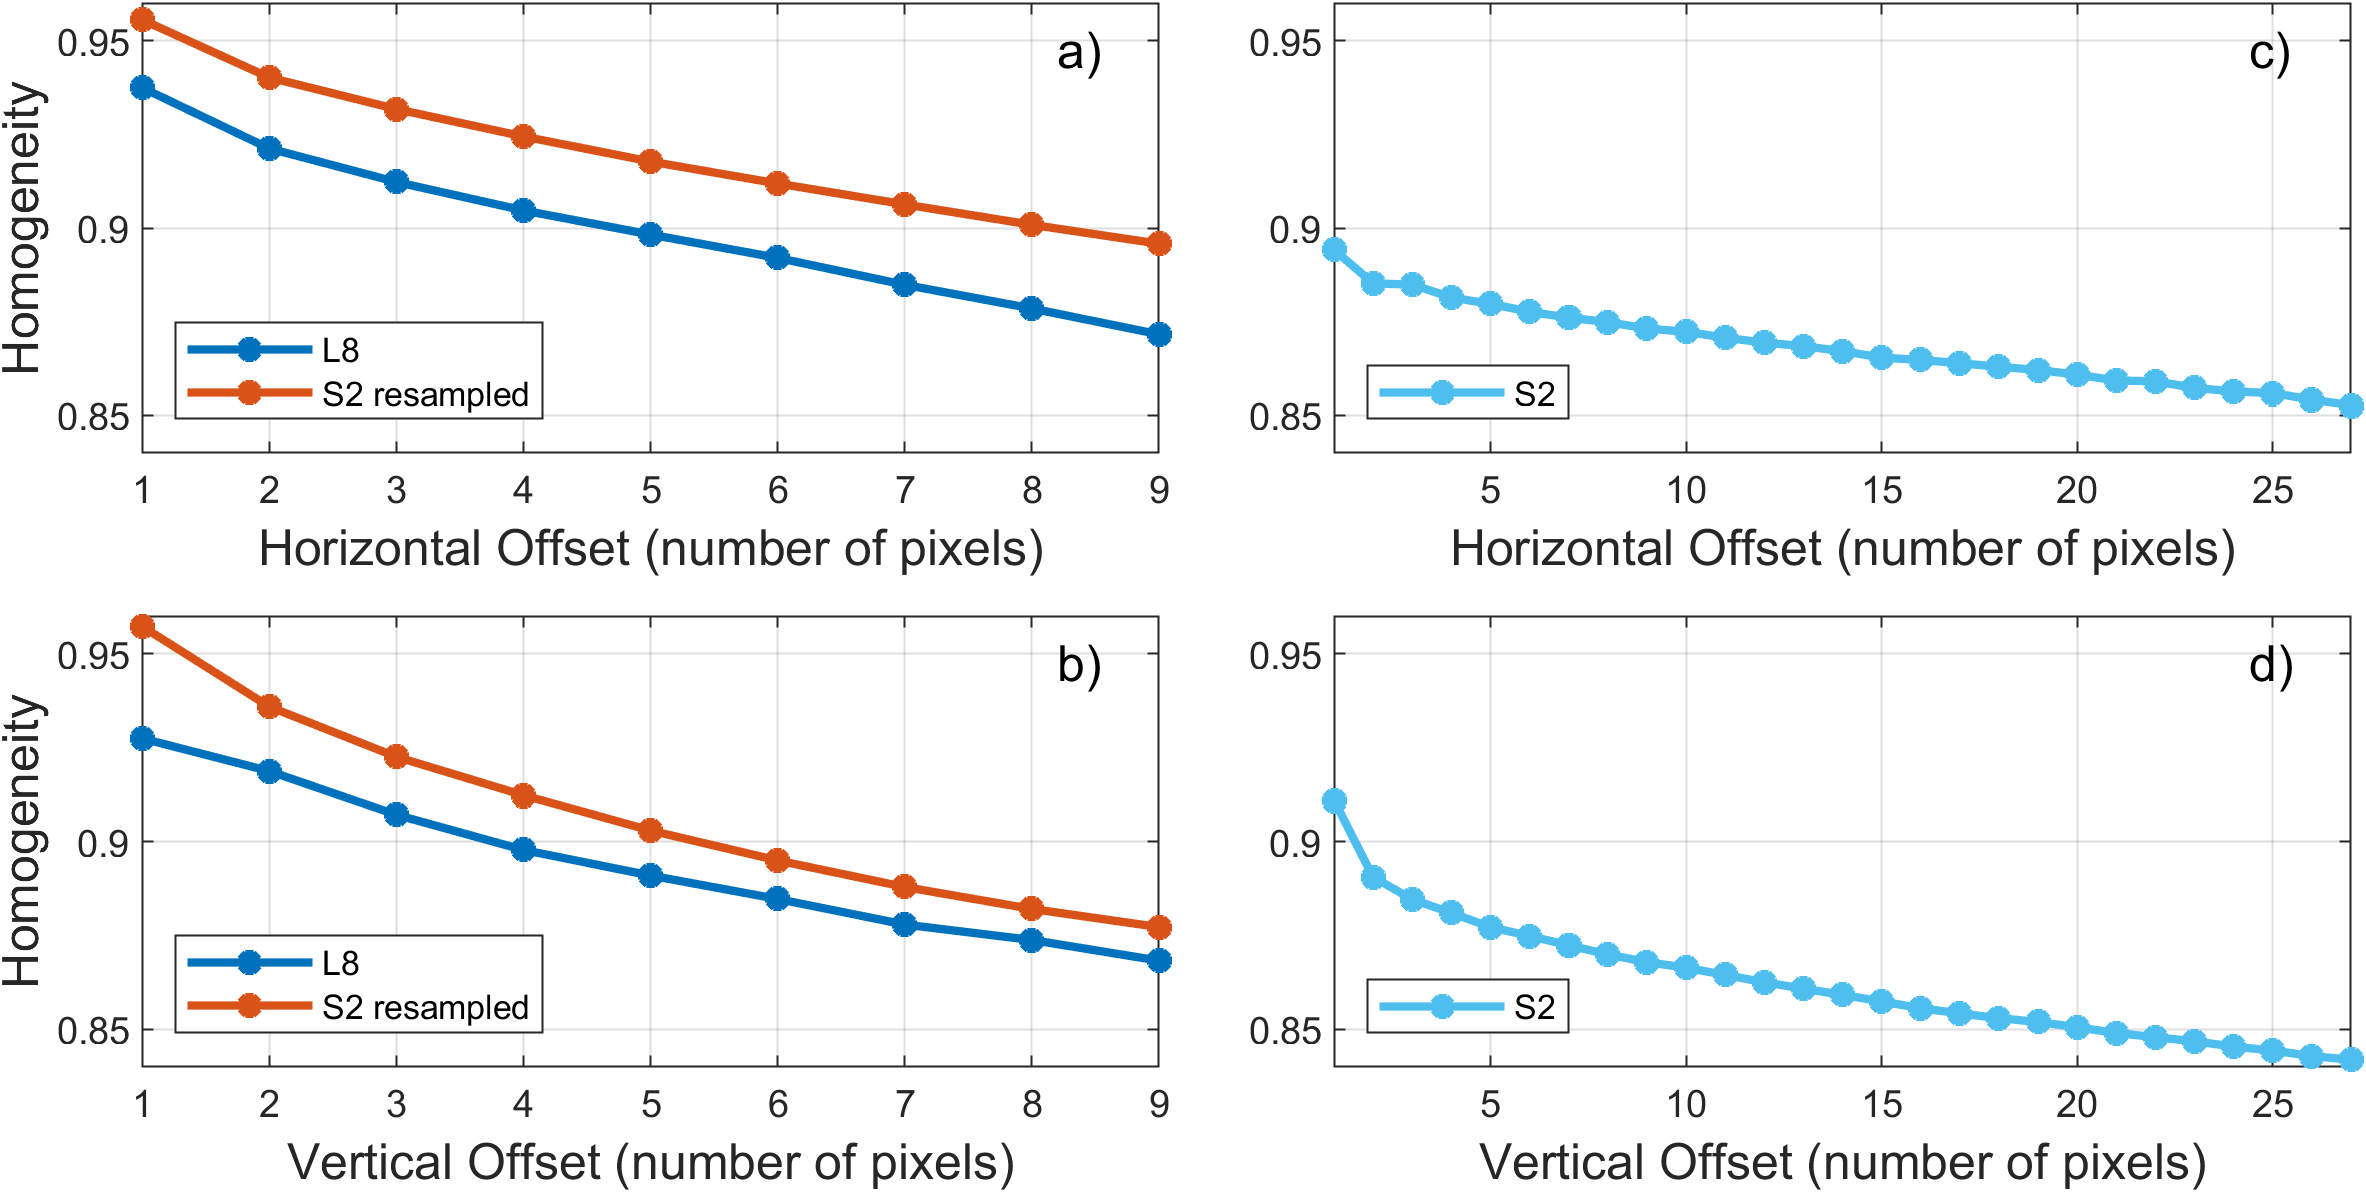 a)
Homogeneity
0.95
0.9
0.85
L8
S2 resampled
1 2 3 4 5 6 7 8 9
Horizontal Offset (number of pixels)
c)
0.95
0.9
0.85
S2
5 10 15 20 25
Horizontal Offset (number of pixels)
b)
Homogeneity
0.95
0.9
0.85
L8
S2 resampled
1 2 3 4 5 6 7 8 9
Vertical Offset (number of pixels)
d)
0.95
0.9
0.85
S2
5 10 15 20 25
Vertical Offset (number of pixels)